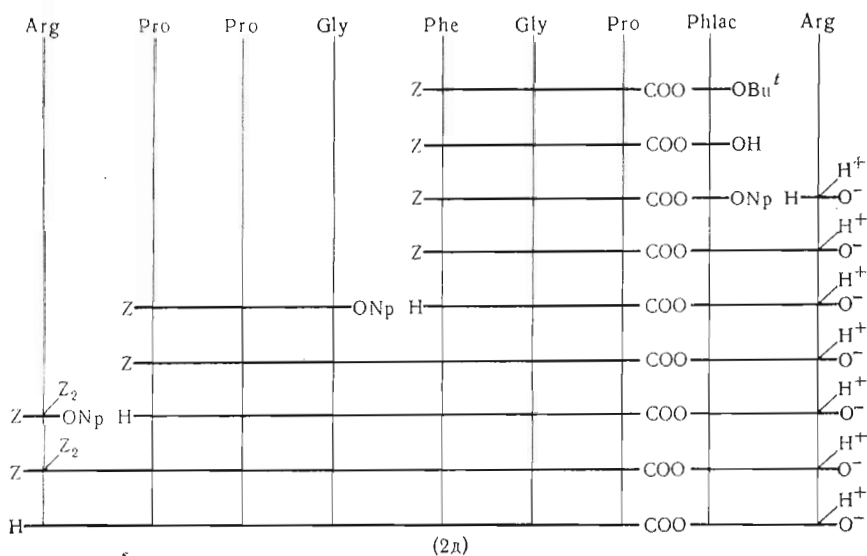 Arg Pro Pro Gly Phe Gly Pro Phlac Arg
Z COO OBu^t
Z COO OH
H⁺
Z COO ONp H O⁻
H⁺
Z COO O⁻
H⁺
Z ONp H COO O⁻
H⁺
Z COO O⁻
Z₂ H⁺
Z ONp H COO O⁻
Z₂ H⁺
Z COO O⁻
H⁺
H COO O⁻
(2д)